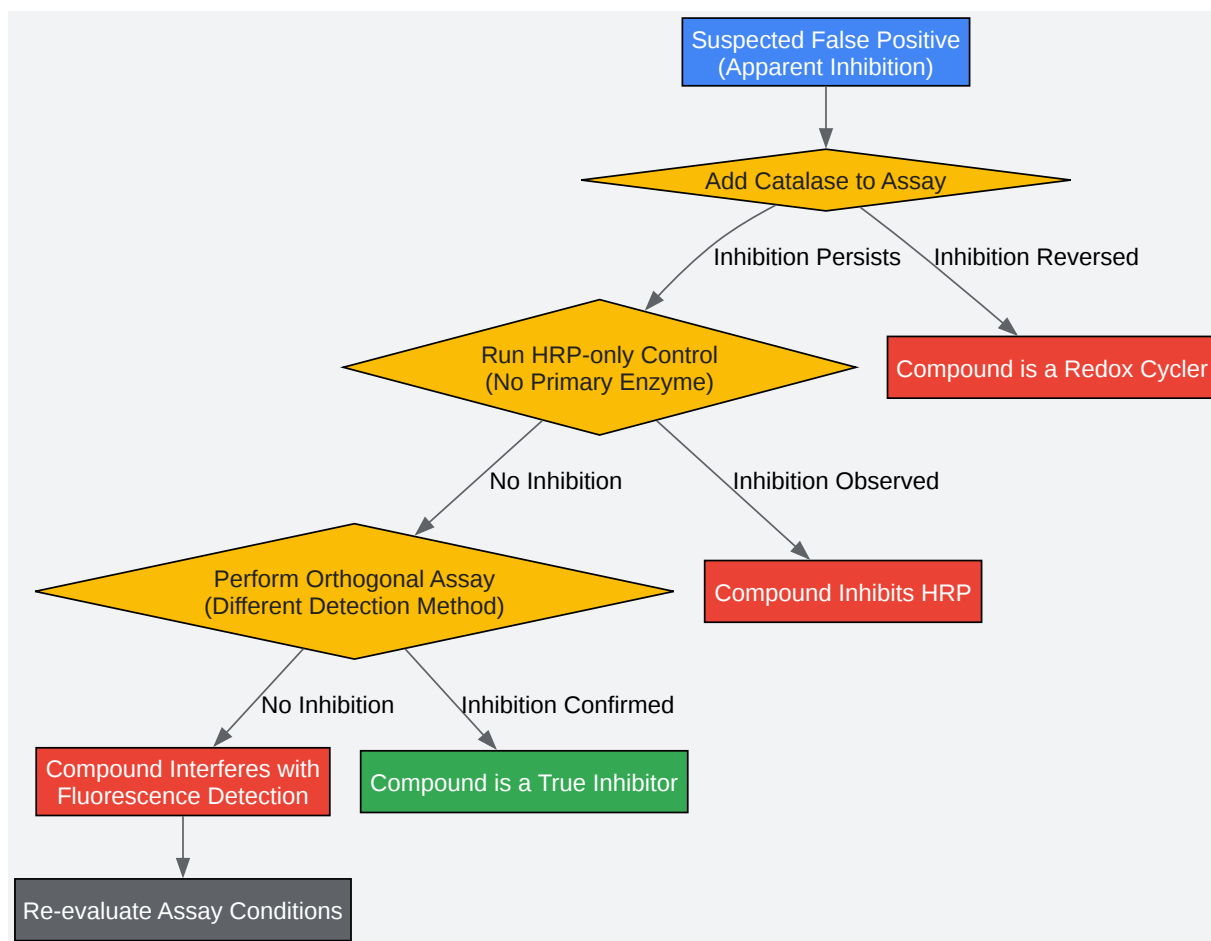 Suspected False Positive
(Apparent Inhibition)
Add Catalase to Assay
Inhibition Persists
Inhibition Reversed
Run HRP-only Control
(No Primary Enzyme)
Compound is a Redox Cycler
No Inhibition
Inhibition Observed
Perform Orthogonal Assay
(Different Detection Method)
Compound Inhibits HRP
No Inhibition
Inhibition Confirmed
Compound Interferes with
Fluorescence Detection
Compound is a True Inhibitor
Re-evaluate Assay Conditions